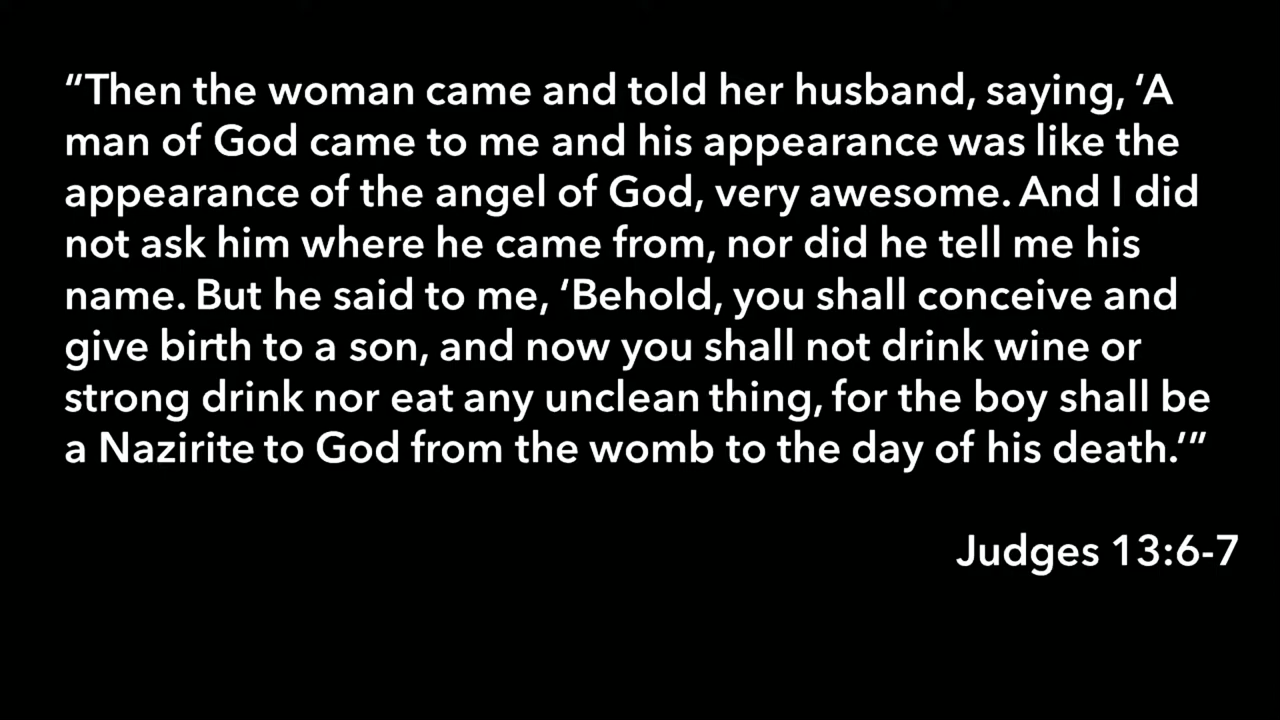 “Then the woman came and told her husband, saying, ‘A
man of God came to me and his appearance was like the
appearance of the angel of God, very awesome. And I did
not ask him where he came from, nor did he tell me his
name. But he said to me, ‘Behold, you shall conceive and
give birth to a son, and now you shall not drink wine or
strong drink nor eat any unclean thing, for the boy shall be
a Nazirite to God from the womb to the day of his death.’”
Judges 13:6-7